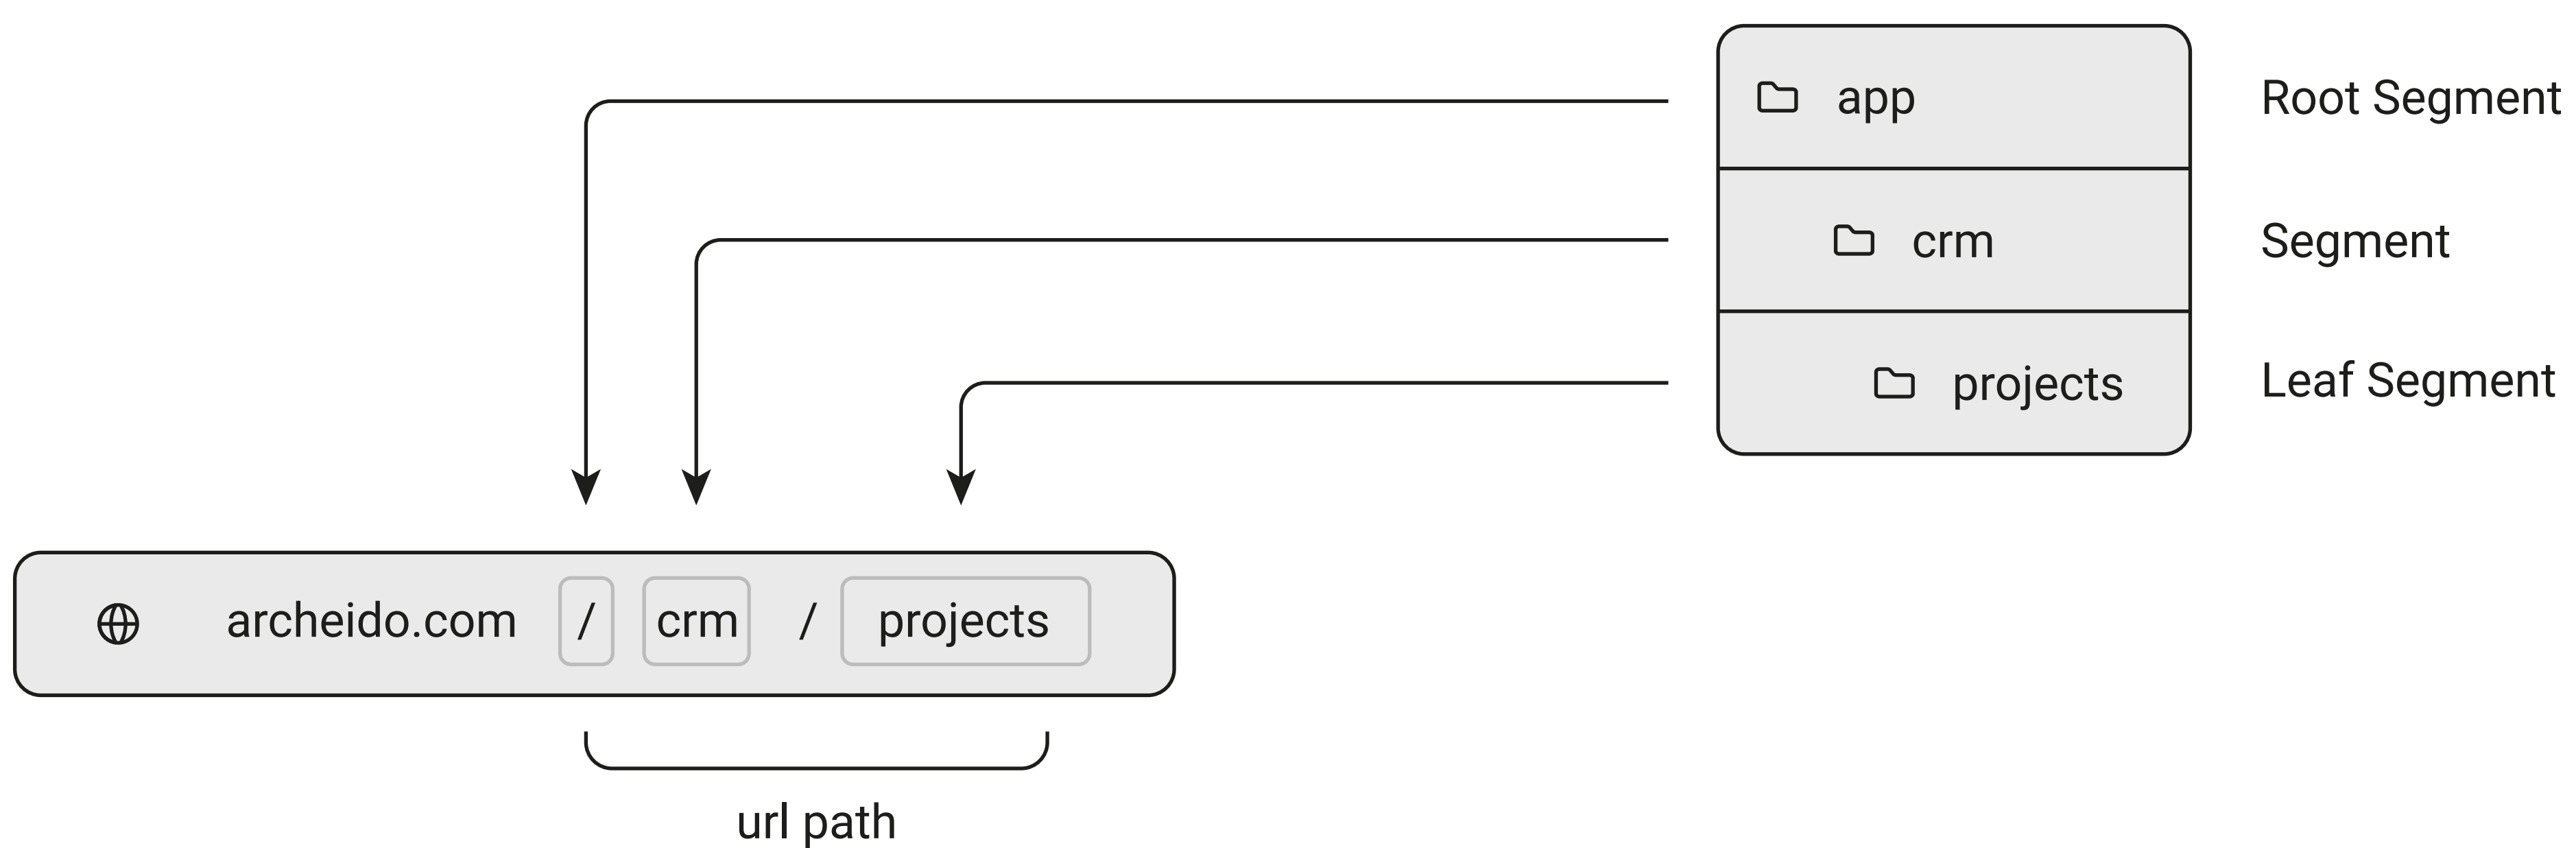 app Root Segment
crm Segment
projects Leaf Segment
archeido.com / crm / projects
url path